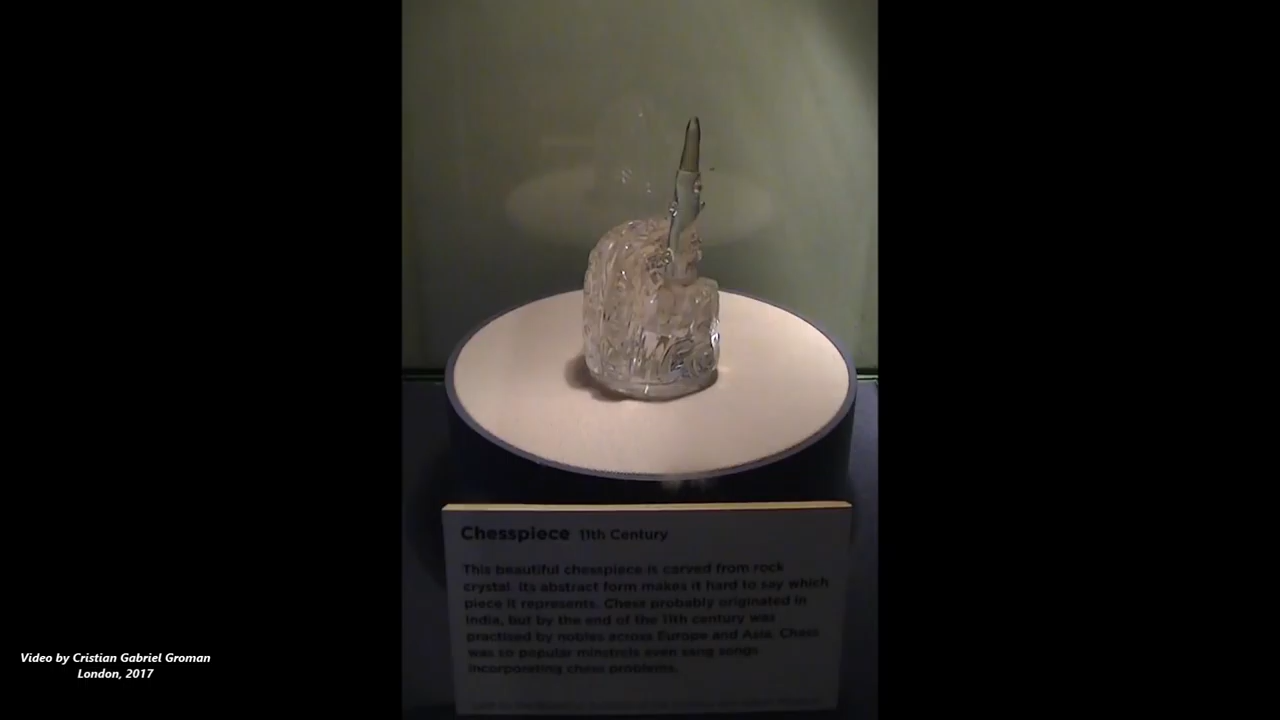 Chesspiece 11th Century
This beautiful chesspiece is carved from rock
crystal. Its abstract form makes it hard to say which
piece it represents. Chess probably originated in
India, but by the end of the 11th century was
practised by nobles across Europe and Asia. Chess
was so popular minstrels even sang songs
incorporating chess problems.
Video by Cristian Gabriel Groman
London, 2017